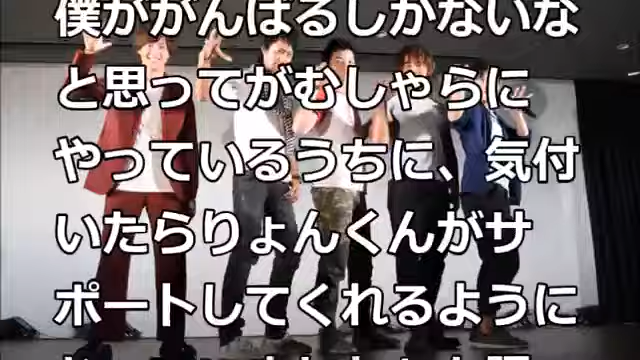 僕ががんばるしかないな
と思ってがむしゃらに
やっているうちに、気付
いたらりょんくんがサ
ポートしてくれるように